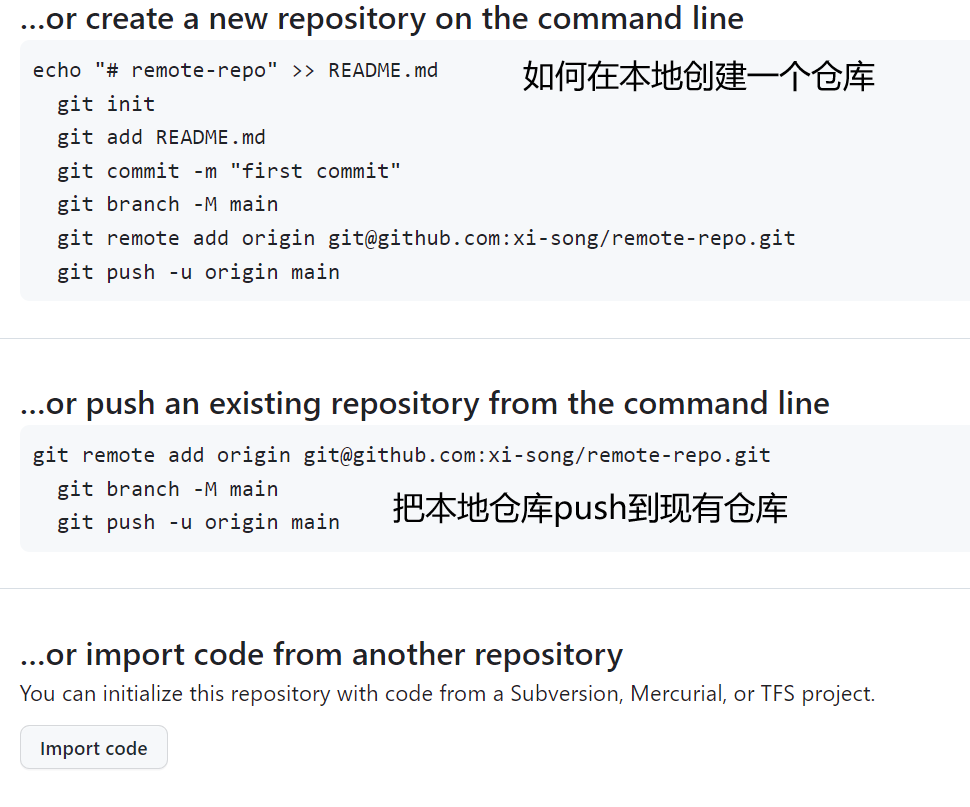 ...or create a new repository on the command line
echo "# remote-repo" >> README.md
如何在本地创建一个仓库
git init
git add README.md
git commit -m "first commit"
git branch -M main
git remote add origin git@github.com:xi-song/remote-repo.git
git push -u origin main
...or push an existing repository from the command line
git remote add origin git@github.com:xi-song/remote-repo.git
git branch -M main
git push -u origin main
把本地仓库push到现有仓库
...or import code from another repository
You can initialize this repository with code from a Subversion, Mercurial, or TFS project.
Import code